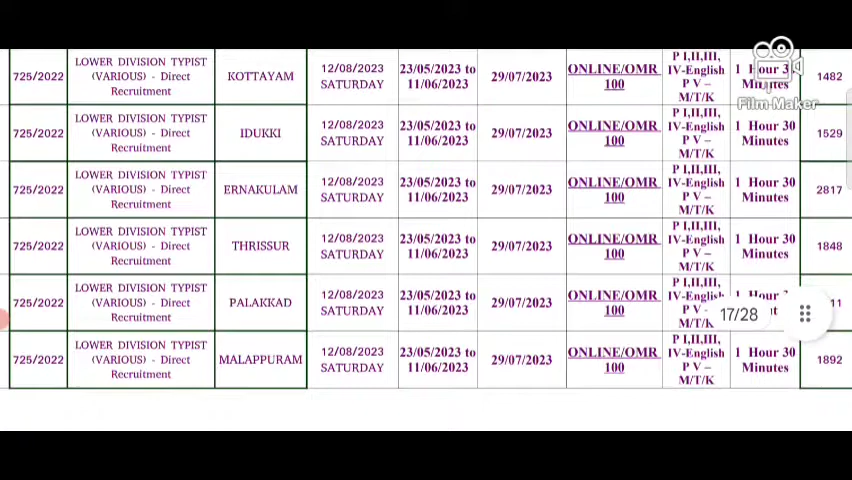 725/2022 LOWER DIVISION TYPIST (VARIOUS) - Direct Recruitment KOTTAYAM 12/08/2023 SATURDAY 23/05/2023 to 11/06/2023 29/07/2023 ONLINE/OMR 100 P I,II,III, IV-English P V – M/T/K 1 Hour 3 Minutes 1482
Film Maker
725/2022 LOWER DIVISION TYPIST (VARIOUS) - Direct Recruitment IDUKKI 12/08/2023 SATURDAY 23/05/2023 to 11/06/2023 29/07/2023 ONLINE/OMR 100 P I,II,III, IV-English P V – M/T/K 1 Hour 30 Minutes 1529
725/2022 LOWER DIVISION TYPIST (VARIOUS) - Direct Recruitment ERNAKULAM 12/08/2023 SATURDAY 23/05/2023 to 11/06/2023 29/07/2023 ONLINE/OMR 100 P I,II,III, IV-English P V – M/T/K 1 Hour 30 Minutes 2817
725/2022 LOWER DIVISION TYPIST (VARIOUS) - Direct Recruitment THRISSUR 12/08/2023 SATURDAY 23/05/2023 to 11/06/2023 29/07/2023 ONLINE/OMR 100 P I,II,III, IV-English P V – M/T/K 1 Hour 30 Minutes 1848
725/2022 LOWER DIVISION TYPIST (VARIOUS) - Direct Recruitment PALAKKAD 12/08/2023 SATURDAY 23/05/2023 to 11/06/2023 29/07/2023 ONLINE/OMR 100 P I,II,III, IV-English P V – M/T/K 1 Hour
17/28
725/2022 LOWER DIVISION TYPIST (VARIOUS) - Direct Recruitment MALAPPURAM 12/08/2023 SATURDAY 23/05/2023 to 11/06/2023 29/07/2023 ONLINE/OMR 100 P I,II,III, IV-English P V – M/T/K 1 Hour 30 Minutes 1892